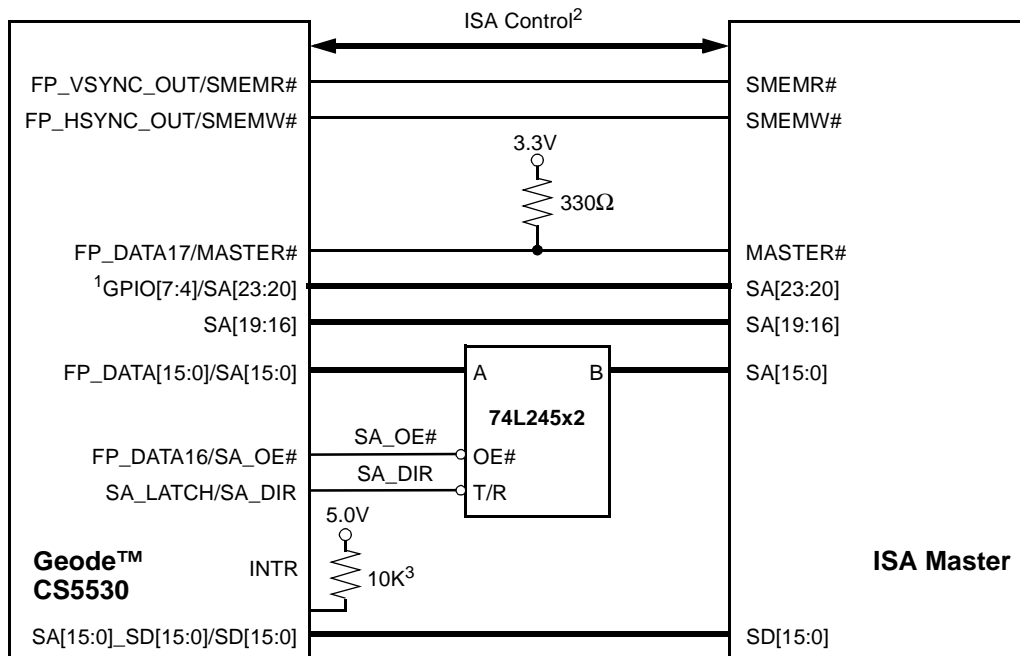 ISA Control²
FP_VSYNC_OUT/SMEMR# SMEMR#
FP_HSYNC_OUT/SMEMW# SMEMW#
3.3V
330Ω
FP_DATA17/MASTER# MASTER#
¹GPIO[7:4]/SA[23:20] SA[23:20]
SA[19:16] SA[19:16]
FP_DATA[15:0]/SA[15:0] A B SA[15:0]
74L245x2
SA_OE#
FP_DATA16/SA_OE# OE#
SA_DIR
SA_LATCH/SA_DIR T/R
5.0V
Geode™ INTR 10K³ ISA Master
CS5530
SA[15:0]_SD[15:0]/SD[15:0] SD[15:0]